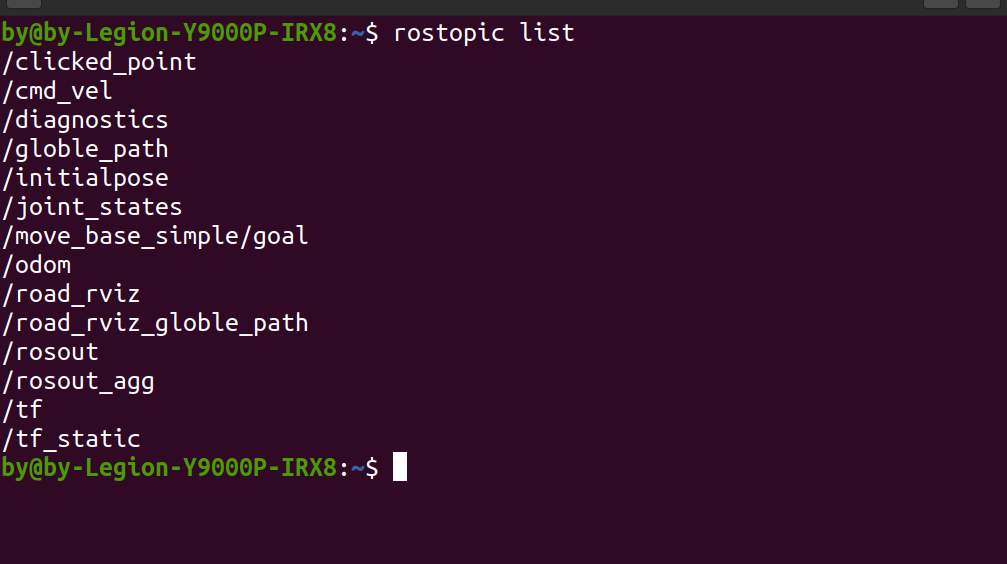 by@by-Legion-Y9000P-IRX8:~$ rostopic list
/clicked_point
/cmd_vel
/diagnostics
/globle_path
/initialpose
/joint_states
/move_base_simple/goal
/odom
/road_rviz
/road_rviz_globle_path
/rosout
/rosout_agg
/tf
/tf_static
by@by-Legion-Y9000P-IRX8:~$